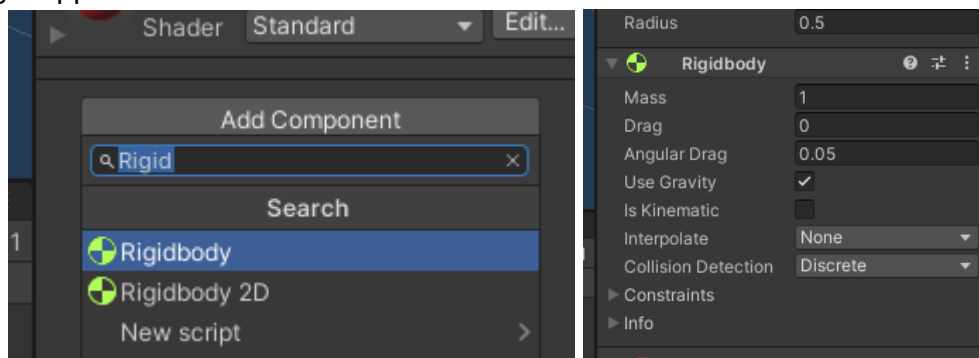 Shader Standard Edit...
Add Component
Rigid
Search
Rigidbody
Rigidbody 2D
New script
1
Radius 0.5
Rigidbody
Mass 1
Drag 0
Angular Drag 0.05
Use Gravity
Is Kinematic
Interpolate None
Collision Detection Discrete
Constraints
Info